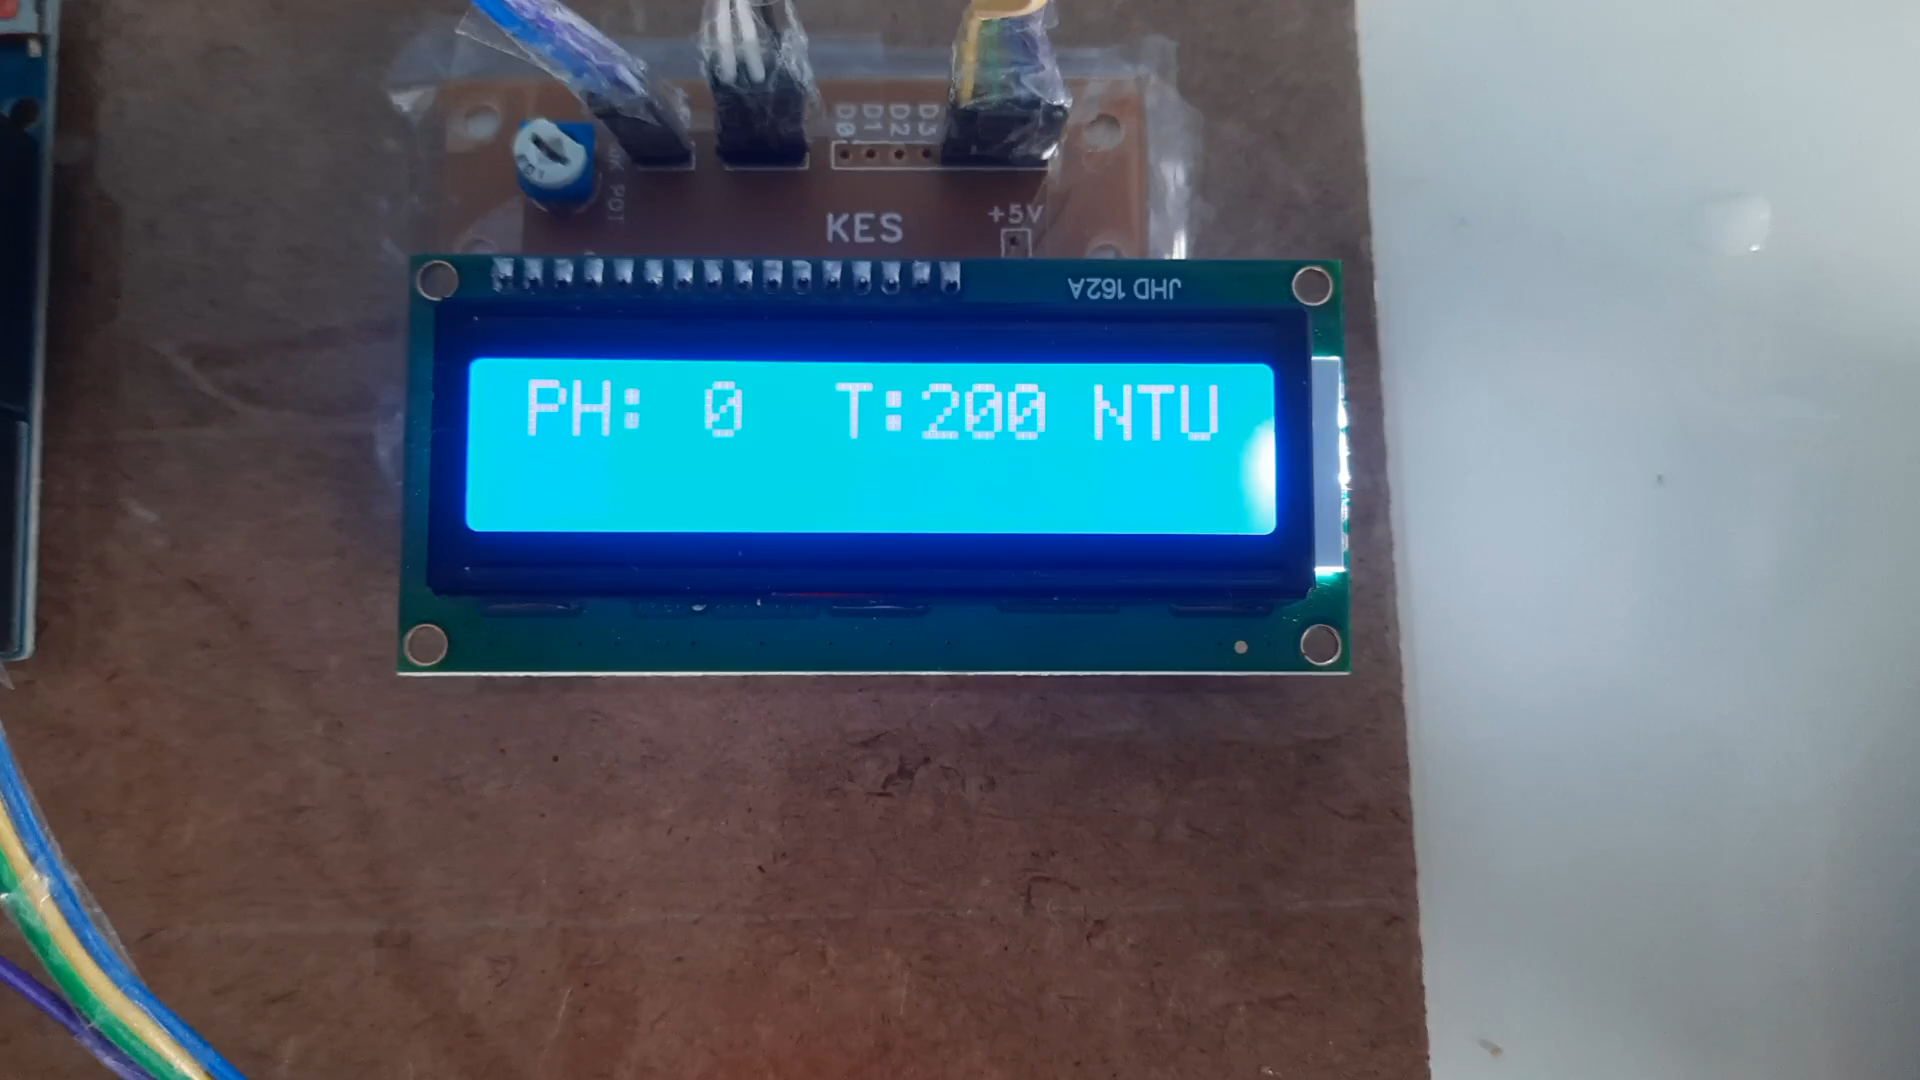 D0 D1 D2 D3
POT
KES
+5V
JHD 162A
PH: 0 T:200 NTU